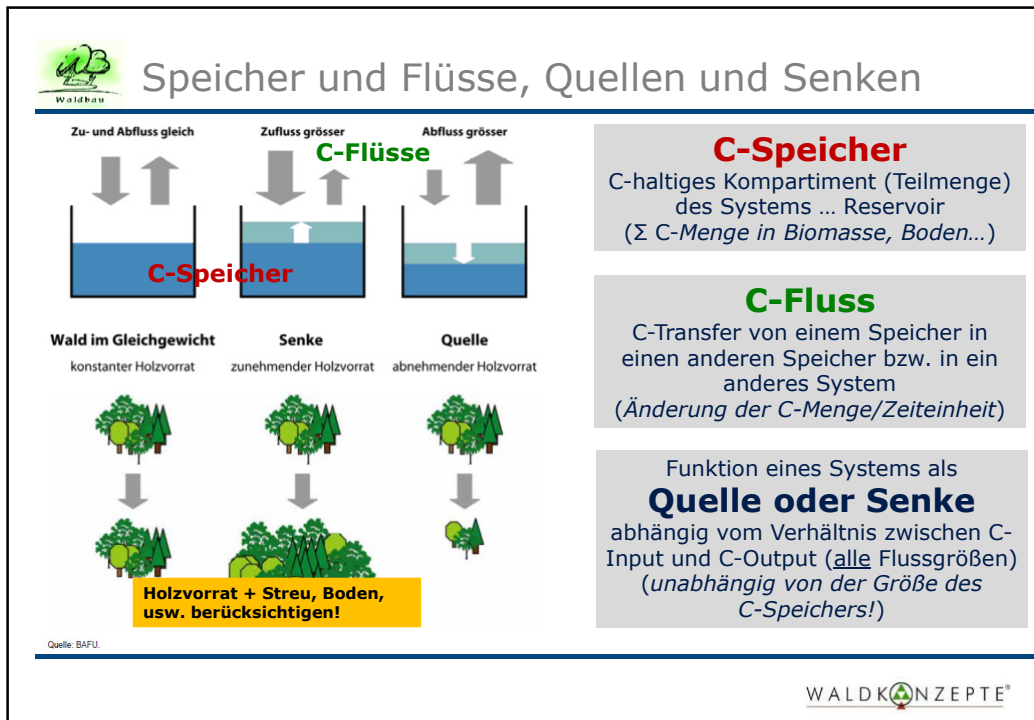 Waldbau
Speicher und Flüsse, Quellen und Senken
Zu- und Abfluss gleich
Zufluss grösser
Abfluss grösser
C-Flüsse
C-Speicher
Wald im Gleichgewicht
konstanter Holzvorrat
Senke
zunehmender Holzvorrat
Quelle
abnehmender Holzvorrat
Holzvorrat + Streu, Boden,
usw. berücksichtigen!
Quelle: BAFU.
C-Speicher
C-haltiges Kompartiment (Teilmenge)
des Systems ... Reservoir
(Σ C-Menge in Biomasse, Boden…)
C-Fluss
C-Transfer von einem Speicher in
einen anderen Speicher bzw. in ein
anderes System
(Änderung der C-Menge/Zeiteinheit)
Funktion eines Systems als
Quelle oder Senke
abhängig vom Verhältnis zwischen C-
Input und C-Output (alle Flussgrößen)
(unabhängig von der Größe des
C-Speichers!)
WALDKONZEPTE®